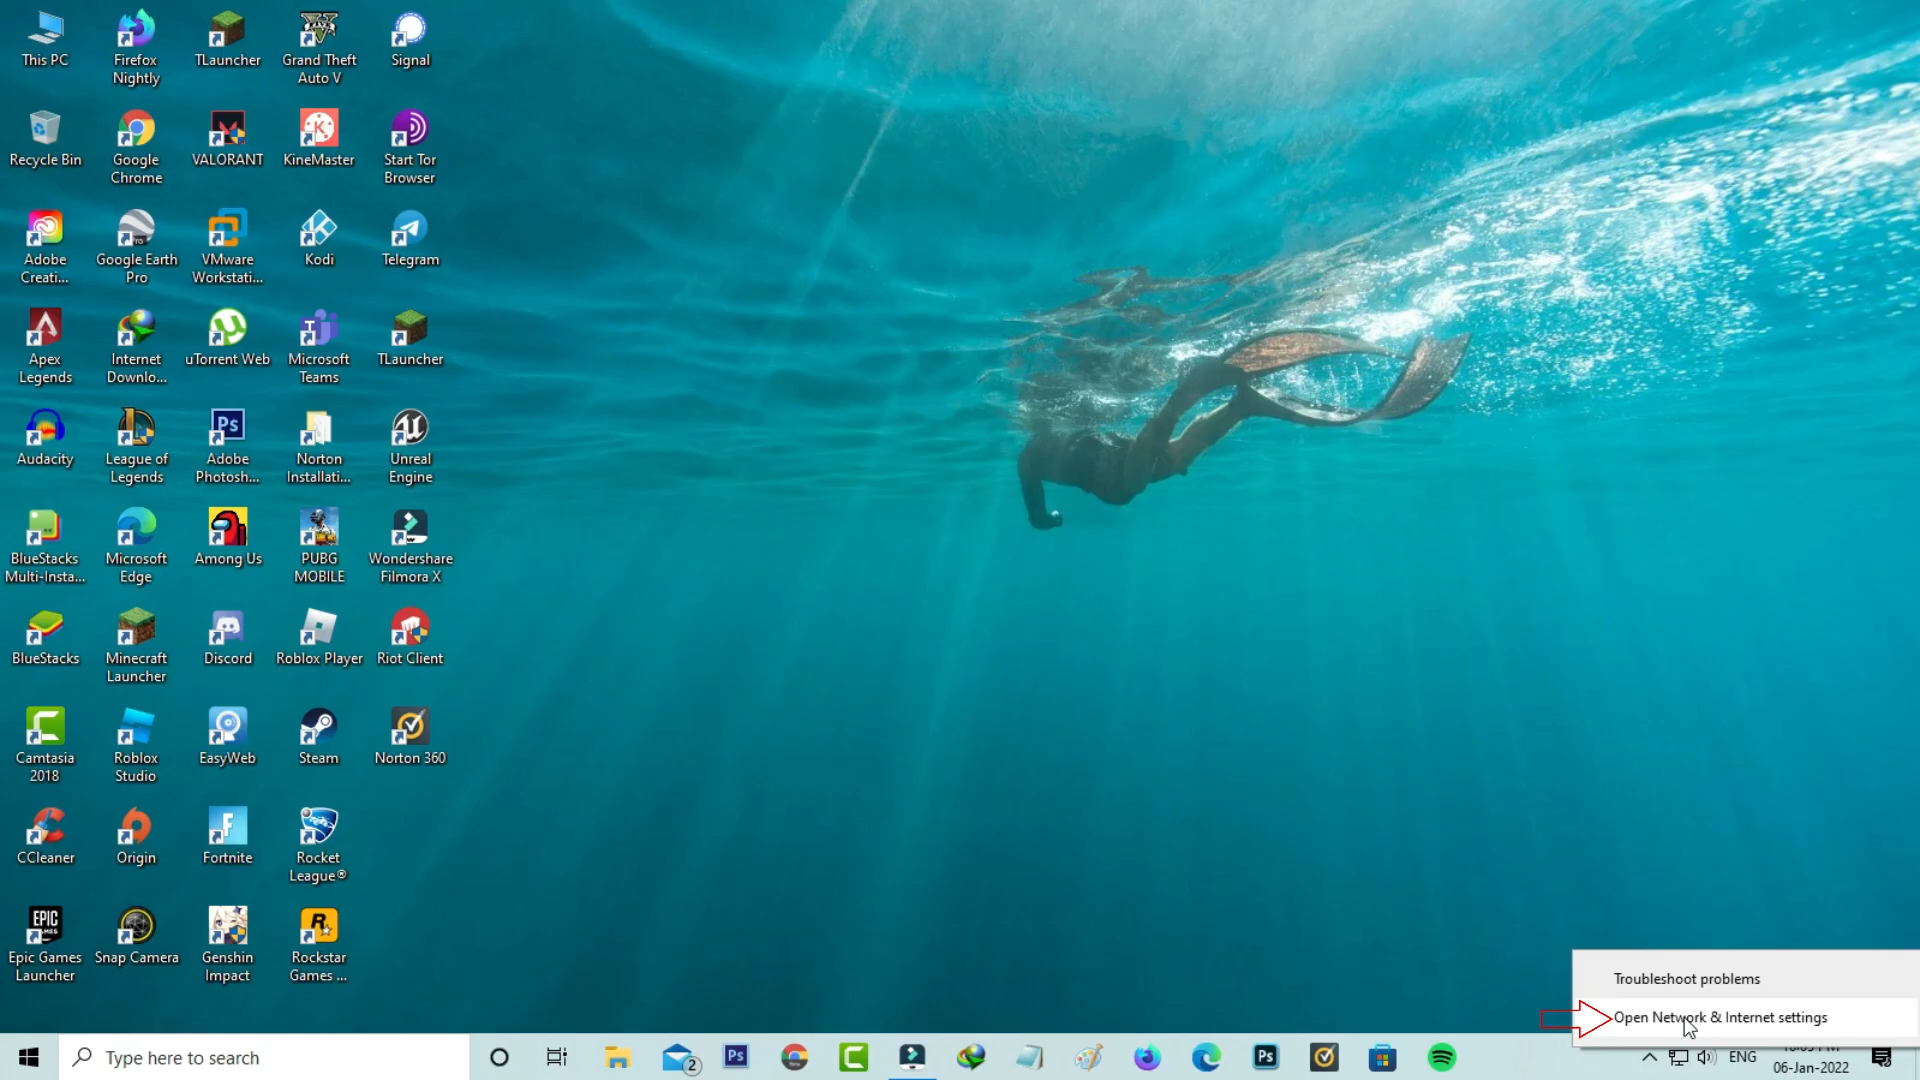 This PC
Firefox
Nightly
TLauncher
Grand Theft
Auto V
Signal
Recycle Bin
Google
Chrome
VALORANT
KineMaster
Start Tor
Browser
Adobe
Creati...
Google Earth
Pro
VMware
Workstati...
Kodi
Telegram
Apex
Legends
Internet
Downlo...
uTorrent Web
Microsoft
Teams
TLauncher
Audacity
League of
Legends
Ps
Adobe
Photosh...
Norton
Installati...
Unreal
Engine
BlueStacks
Multi-Insta...
Microsoft
Edge
Among Us
PUBG
MOBILE
Wondershare
Filmora X
BlueStacks
Minecraft
Launcher
Discord
Roblox Player
Riot Client
Camtasia
2018
Roblox
Studio
EasyWeb
Steam
Norton 360
CCleaner
Origin
Fortnite
Rocket
League®
EPIC
Epic Games
Launcher
Snap Camera
Genshin
Impact
Rockstar
Games ...
Troubleshoot problems
Open Network & Internet settings
Type here to search
2
Ps
Ps
ENG
06-Jan-2022